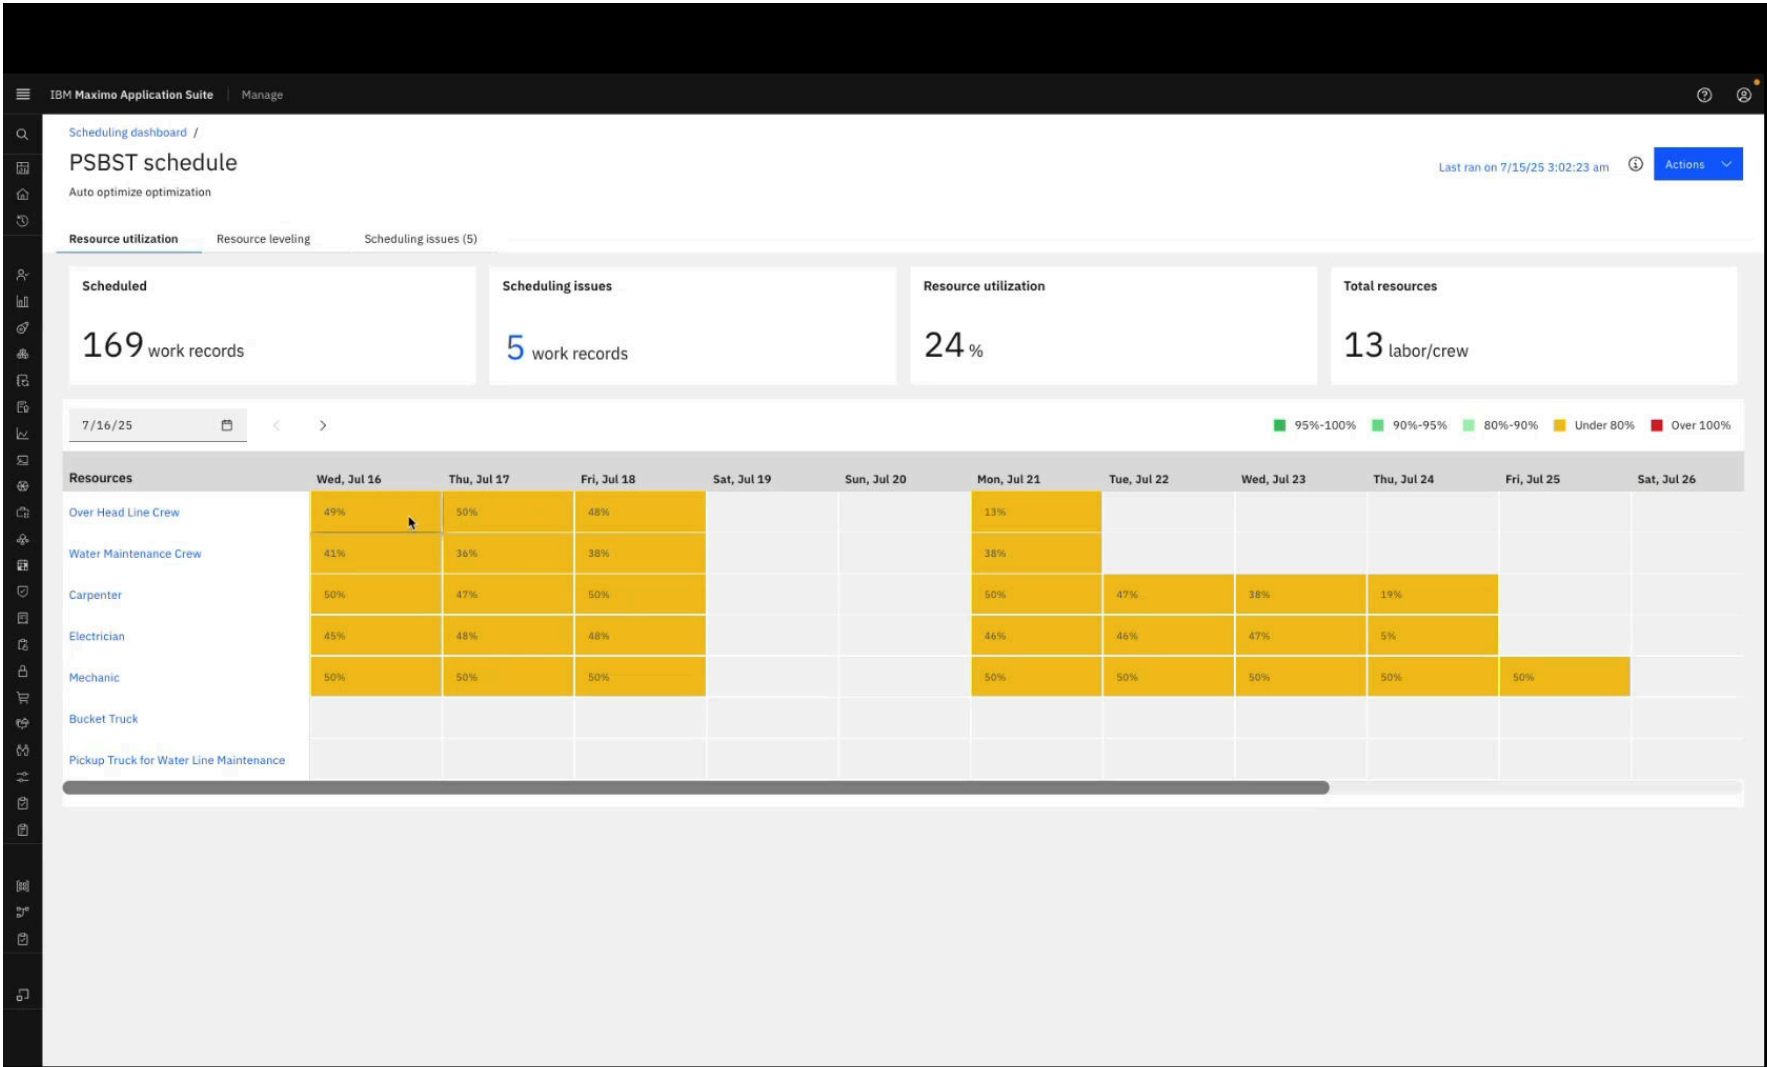 IBM Maximo Application Suite | Manage
Scheduling dashboard /
PSBST schedule
Auto optimize optimization
Last ran on 7/15/25 3:02:23 am
Actions
Resource utilization Resource leveling Scheduling issues (5)
Scheduled Scheduling issues Resource utilization Total resources
169 work records 5 work records 24 % 13 labor/crew
7/16/25 95%-100% 90%-95% 80%-90% Under 80% Over 100%
Resources Wed, Jul 16 Thu, Jul 17 Fri, Jul 18 Sat, Jul 19 Sun, Jul 20 Mon, Jul 21 Tue, Jul 22 Wed, Jul 23 Thu, Jul 24 Fri, Jul 25 Sat, Jul 26
Over Head Line Crew 49% 50% 48% 13%
Water Maintenance Crew 41% 36% 38% 38%
Carpenter 50% 47% 50% 50% 47% 38% 19%
Electrician 45% 48% 48% 46% 46% 47% 5%
Mechanic 50% 50% 50% 50% 50% 50% 50% 50%
Bucket Truck
Pickup Truck for Water Line Maintenance